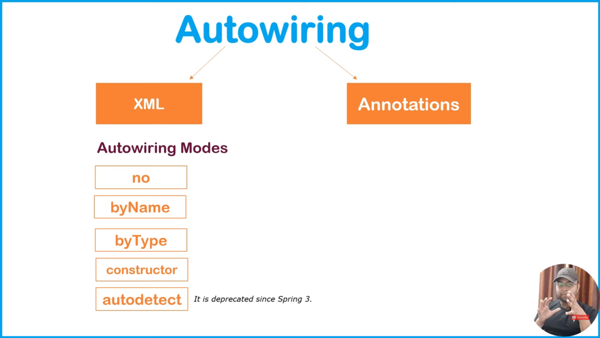 Autowiring
XML
Annotations
Autowiring Modes
no
byName
byType
constructor
autodetect It is deprecated since Spring 3.